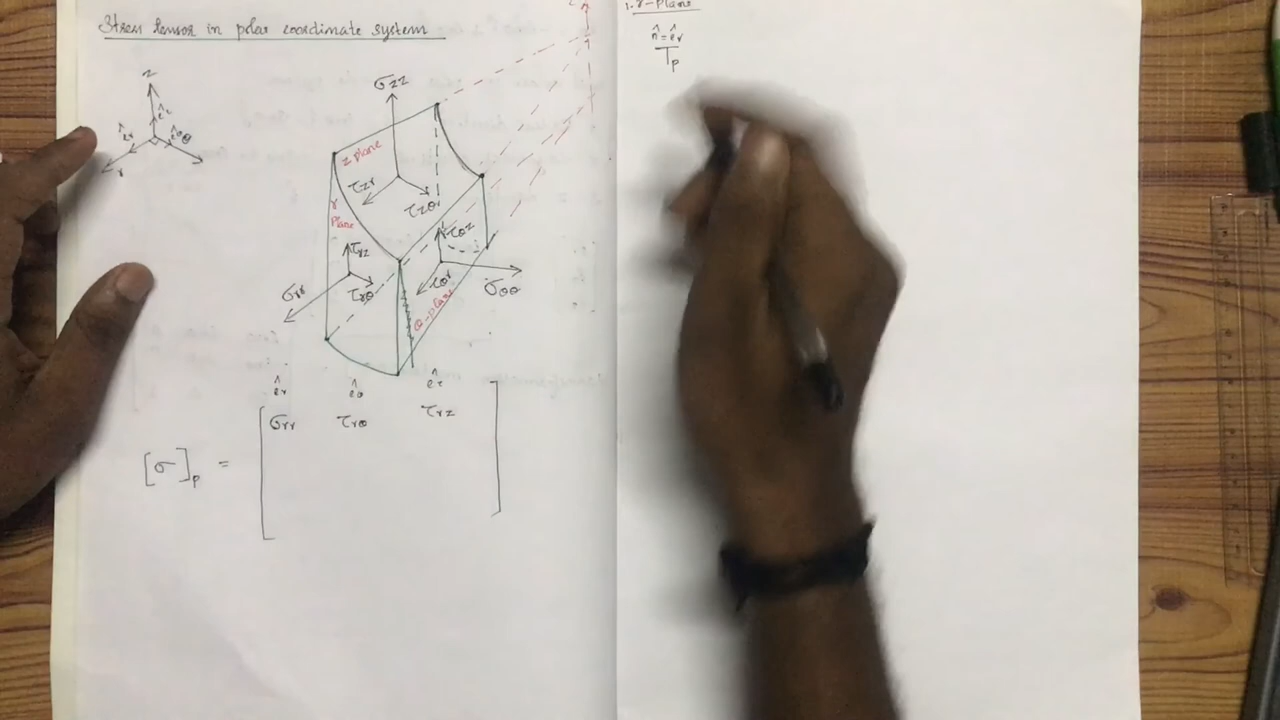 Stress tensor in polar coordinate system
1. r-Plane
n̂ = êr
Tp
z
êz
êr
êθ
θ
r
σzz
z plane
τzr
τzθ
r
Plane
τrz
τrθ
σrr
τθz
τθr
σθθ
θ-plane
êr êθ êz
σrr τrθ τrz
[σ]p =